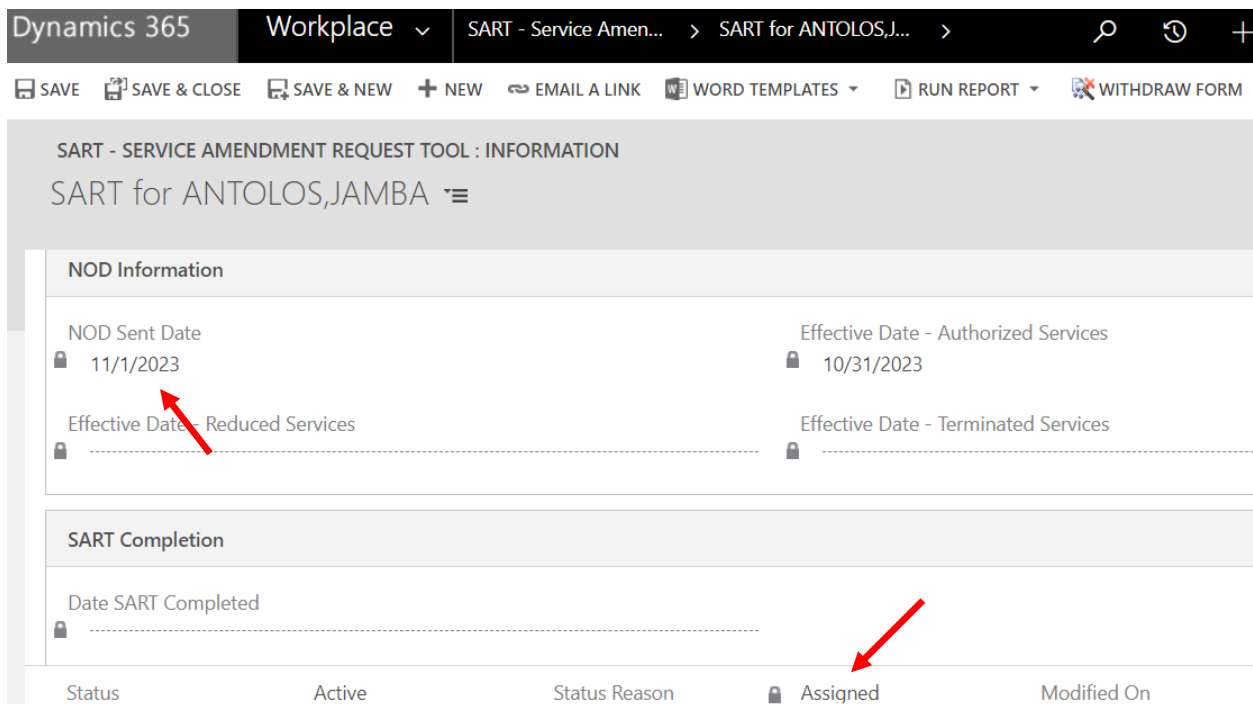 Dynamics 365 Workplace SART - Service Amen... > SART for ANTOLOS,J... >
SAVE SAVE & CLOSE SAVE & NEW NEW EMAIL A LINK WORD TEMPLATES RUN REPORT WITHDRAW FORM
SART - SERVICE AMENDMENT REQUEST TOOL : INFORMATION
SART for ANTOLOS,JAMBA
NOD Information
NOD Sent Date Effective Date - Authorized Services
11/1/2023 10/31/2023
Effective Date - Reduced Services Effective Date - Terminated Services
SART Completion
Date SART Completed
Status Active Status Reason Assigned Modified On